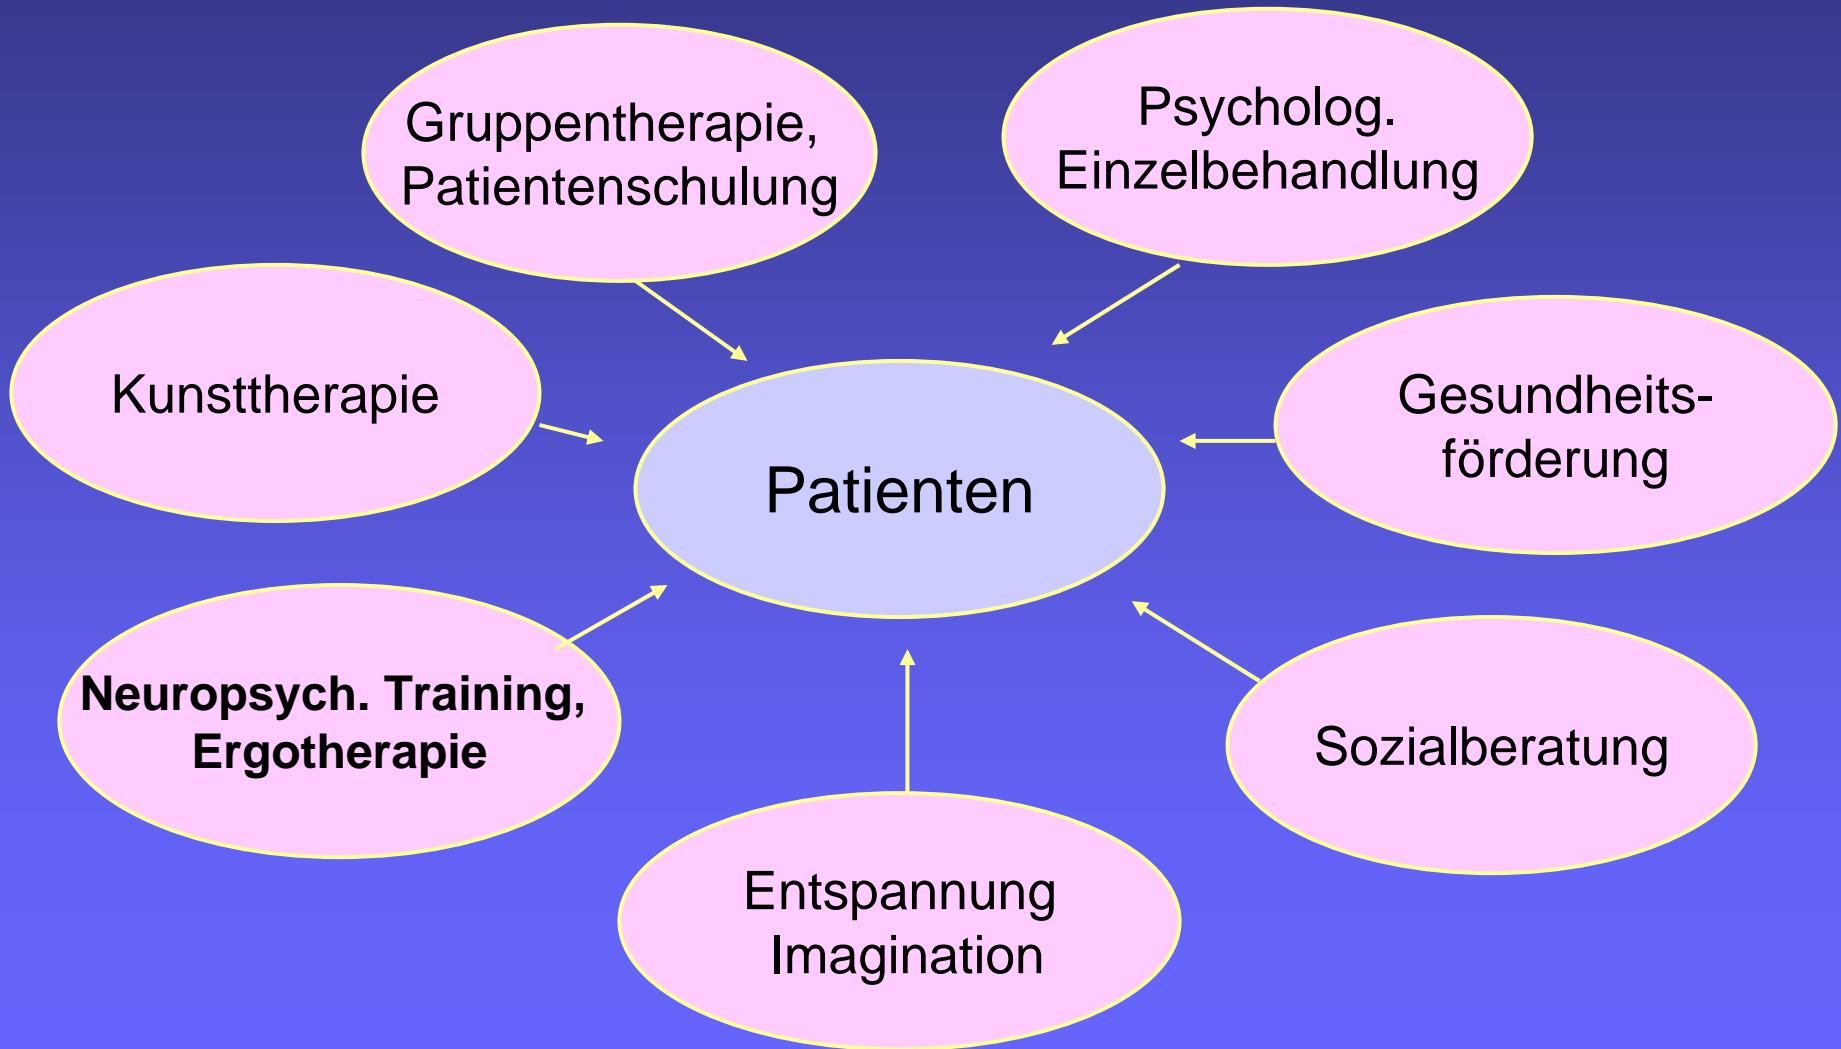 Gruppentherapie,
Patientenschulung
Psycholog.
Einzelbehandlung
Kunsttherapie
Gesundheits-
förderung
Patienten
Neuropsych. Training,
Ergotherapie
Sozialberatung
Entspannung
Imagination